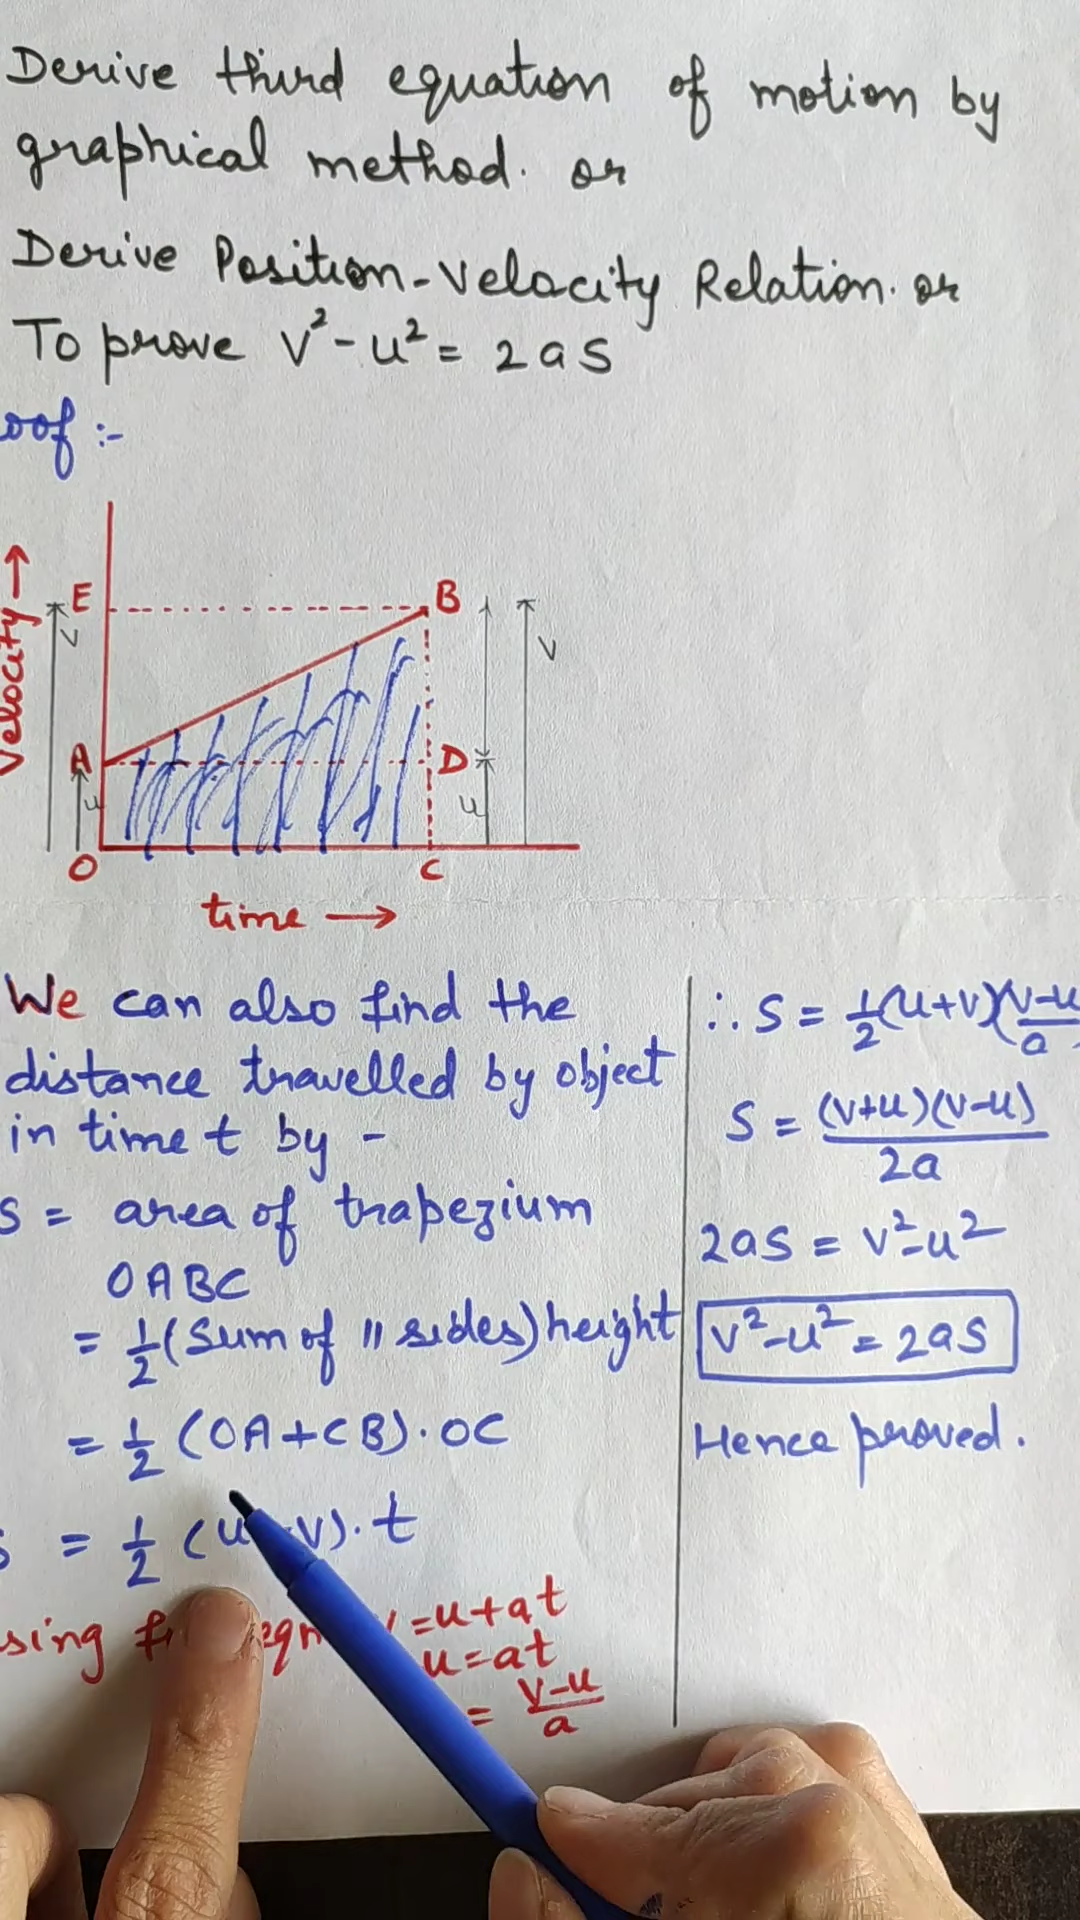 Derive third equation of motion by
graphical method. or
Derive Position-Velocity Relation. or
To prove v² - u² = 2as
oof :-
Velocity →
E
B
v
v
A
D
u
u
O
C
time →
We can also find the
distance travelled by object
in time t by -
S = area of trapezium
OABC
= 1/2 (Sum of || sides) height
= 1/2 (OA + CB) . OC
= 1/2 (u v) . t
sing eqn = u + at
u = at
= v-u/a
∴ S = 1/2 (u+v)(v-u/a
S = (v+u)(v-u)/2a
2as = v² - u²
v² - u² = 2as
Hence proved.